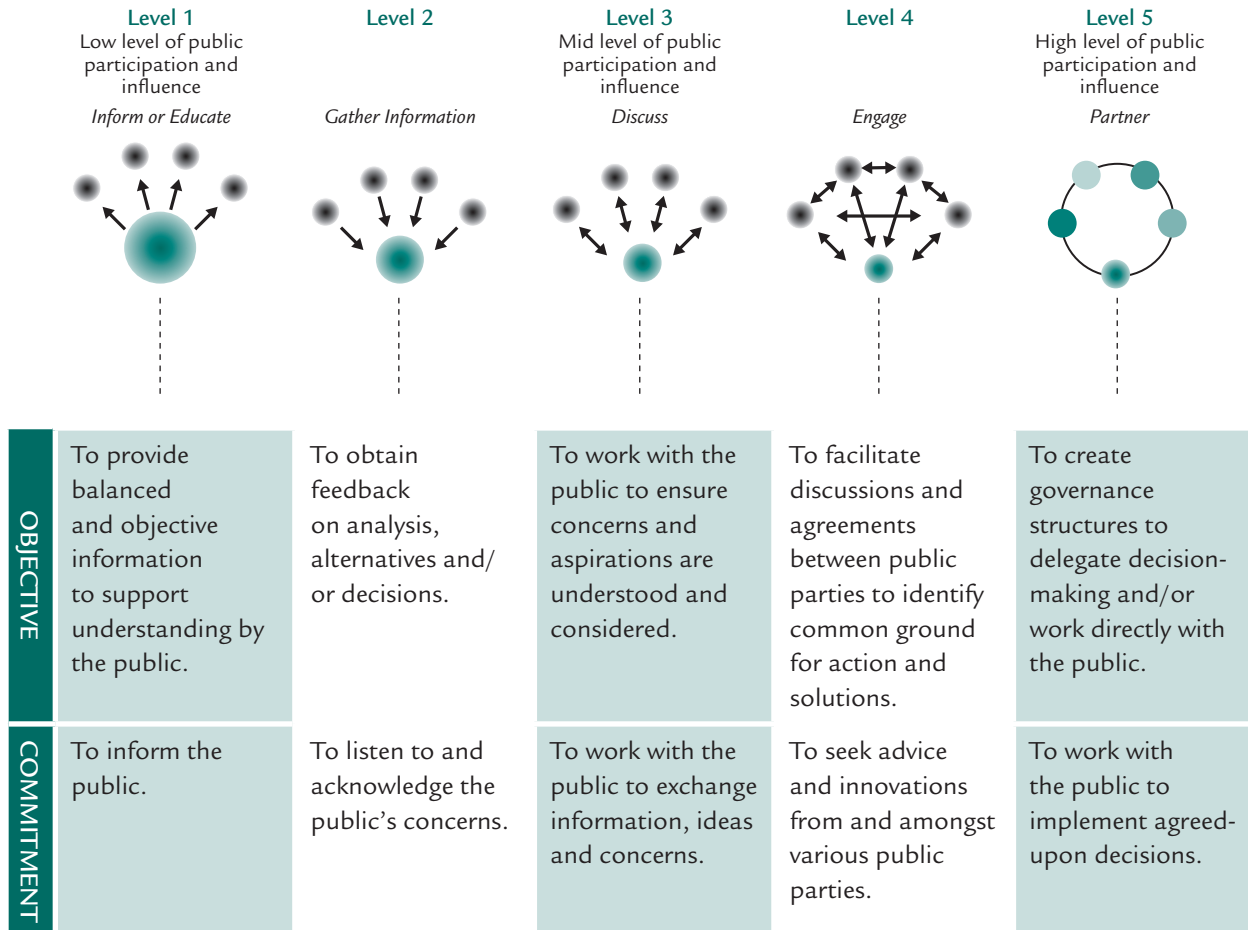 Level 1
Low level of public
participation and
influence
Inform or Educate
Level 2
Gather Information
Level 3
Mid level of public
participation and
influence
Discuss
Level 4
Engage
Level 5
High level of public
participation and
influence
Partner
OBJECTIVE
To provide
balanced
and objective
information
to support
understanding by
the public.
To obtain
feedback
on analysis,
alternatives and/
or decisions.
To work with the
public to ensure
concerns and
aspirations are
understood and
considered.
To facilitate
discussions and
agreements
between public
parties to identify
common ground
for action and
solutions.
To create
governance
structures to
delegate decision-
making and/or
work directly with
the public.
COMMITMENT
To inform the
public.
To listen to and
acknowledge the
public’s concerns.
To work with the
public to exchange
information, ideas
and concerns.
To seek advice
and innovations
from and amongst
various public
parties.
To work with
the public to
implement agreed-
upon decisions.